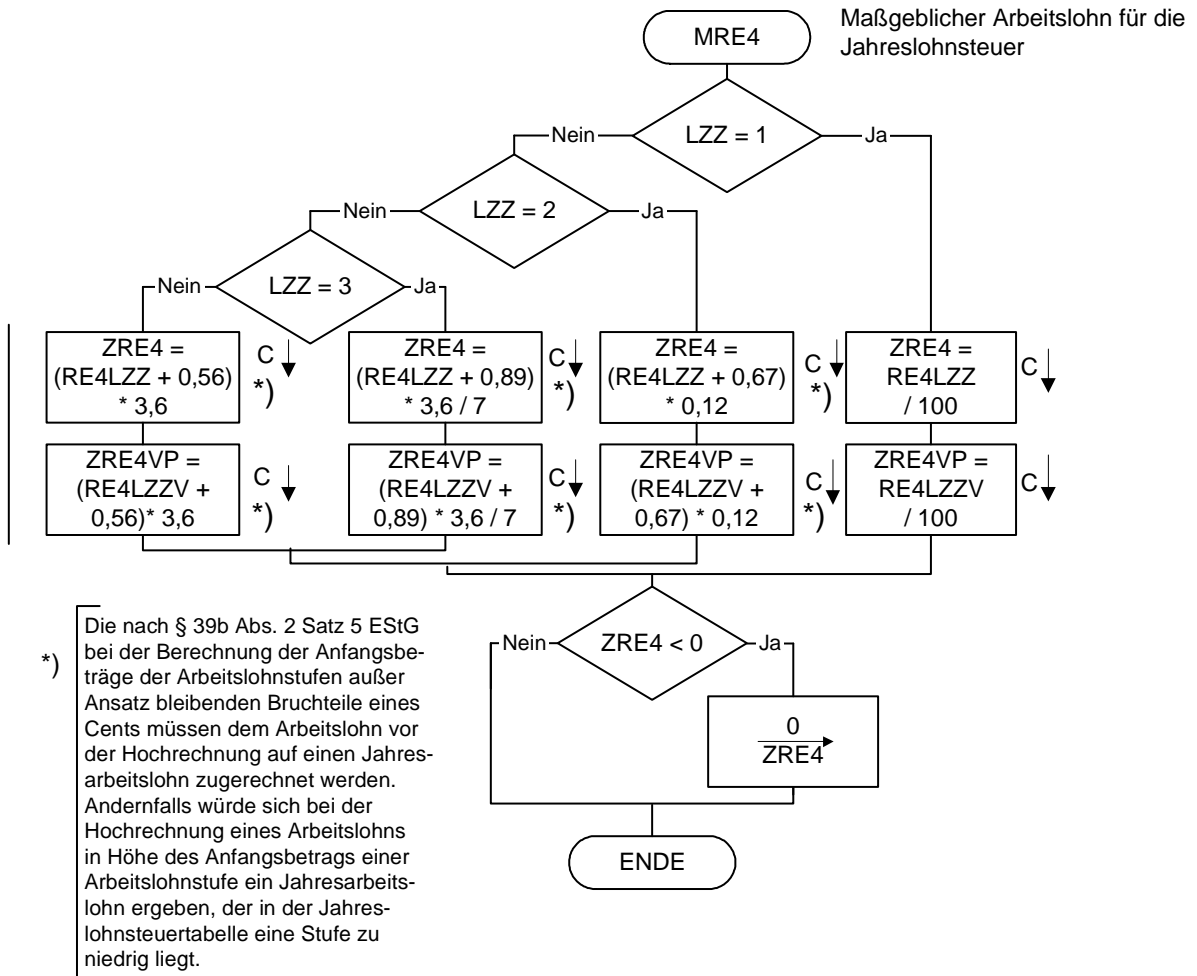 MRE4
Maßgeblicher Arbeitslohn für die
Jahreslohnsteuer
LZZ = 1
Nein
Ja
LZZ = 2
Nein
Ja
LZZ = 3
Nein
Ja
ZRE4 =
(RE4LZZ + 0,56)
* 3,6
C
*)
ZRE4 =
(RE4LZZ + 0,89)
* 3,6 / 7
C
*)
ZRE4 =
(RE4LZZ + 0,67)
* 0,12
C
*)
ZRE4 =
RE4LZZ
/ 100
C
ZRE4VP =
(RE4LZZV +
0,56)* 3,6
C
*)
ZRE4VP =
(RE4LZZV +
0,89) * 3,6 / 7
C
*)
ZRE4VP =
(RE4LZZV +
0,67) * 0,12
C
*)
ZRE4VP =
RE4LZZV
/ 100
C
ZRE4 < 0
Nein
Ja
0
ZRE4
ENDE
*)
Die nach § 39b Abs. 2 Satz 5 EStG
bei der Berechnung der Anfangsbe-
träge der Arbeitslohnstufen außer
Ansatz bleibenden Bruchteile eines
Cents müssen dem Arbeitslohn vor
der Hochrechnung auf einen Jahres-
arbeitslohn zugerechnet werden.
Andernfalls würde sich bei der
Hochrechnung eines Arbeitslohns
in Höhe des Anfangsbetrags einer
Arbeitslohnstufe ein Jahresarbeits-
lohn ergeben, der in der Jahres-
lohnsteuertabelle eine Stufe zu
niedrig liegt.